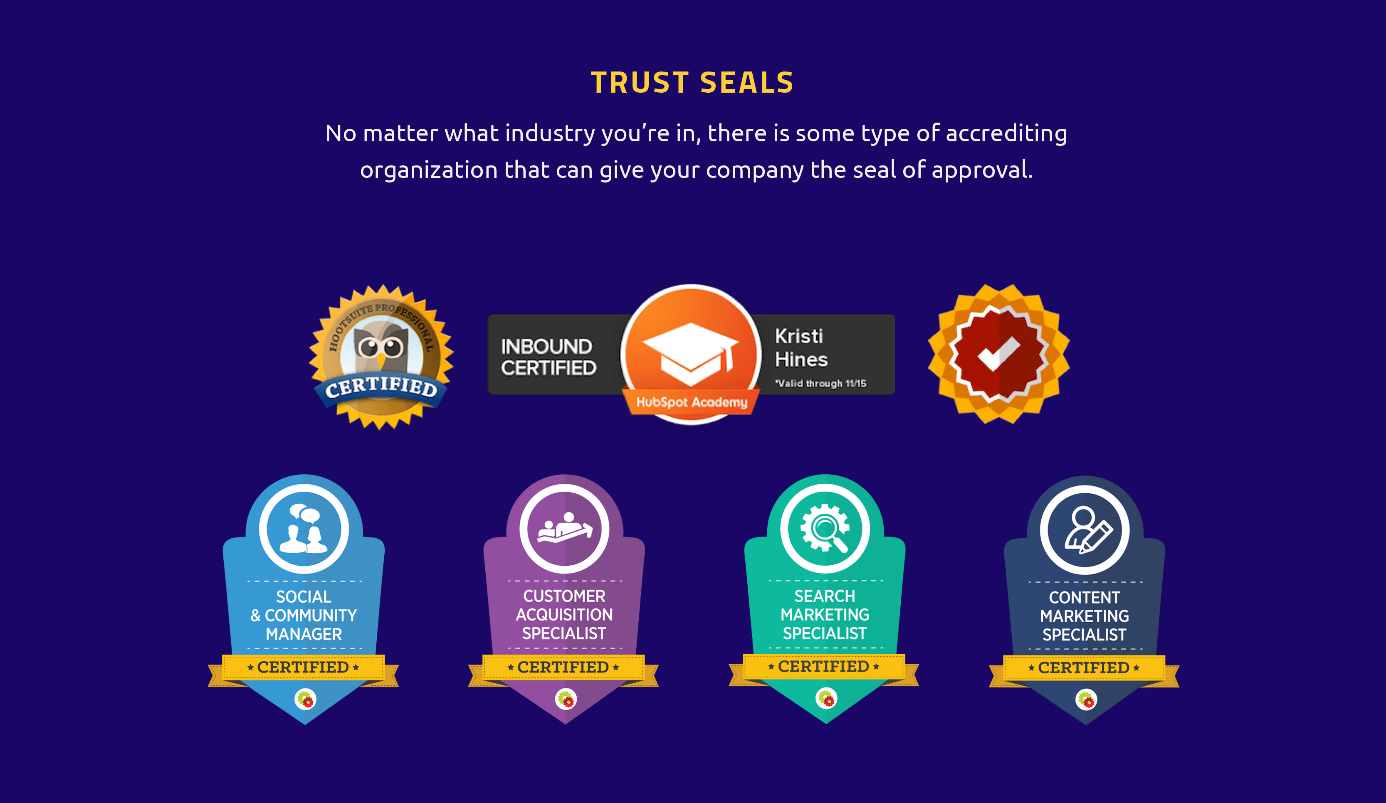 TRUST SEALS
No matter what industry you’re in, there is some type of accrediting
organization that can give your company the seal of approval.
HOOTSUITE PROFESSIONAL
CERTIFIED
INBOUND
CERTIFIED
HubSpot Academy
Kristi
Hines
*Valid through 11/15
SOCIAL
& COMMUNITY
MANAGER
CERTIFIED
CUSTOMER
ACQUISITION
SPECIALIST
CERTIFIED
SEARCH
MARKETING
SPECIALIST
CERTIFIED
CONTENT
MARKETING
SPECIALIST
CERTIFIED